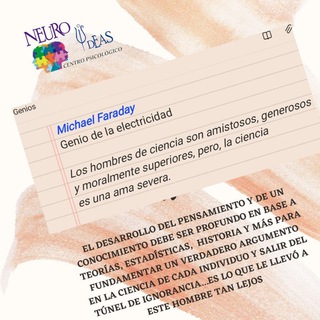 NEURO
IDEAS
CENTRO PSICOLÓGICO
Genios
Michael Faraday
Genio de la electricidad
Los hombres de ciencia son amistosos, generosos
y moralmente superiores, pero, la ciencia
es una ama severa.
EL DESARROLLO DEL PENSAMIENTO Y DE UN
CONOCIMIENTO DEBE SER PROFUNDO EN BASE A
TEORÍAS, ESTADÍSTICAS, HISTORIA Y MÁS PARA
FUNDAMENTAR UN VERDADERO ARGUMENTO
EN LA CIENCIA DE CADA INDIVIDUO Y SALIR DEL
TÚNEL DE IGNORANCIA...ES LO QUE LE LLEVÓ A
ESTE HOMBRE TAN LEJOS